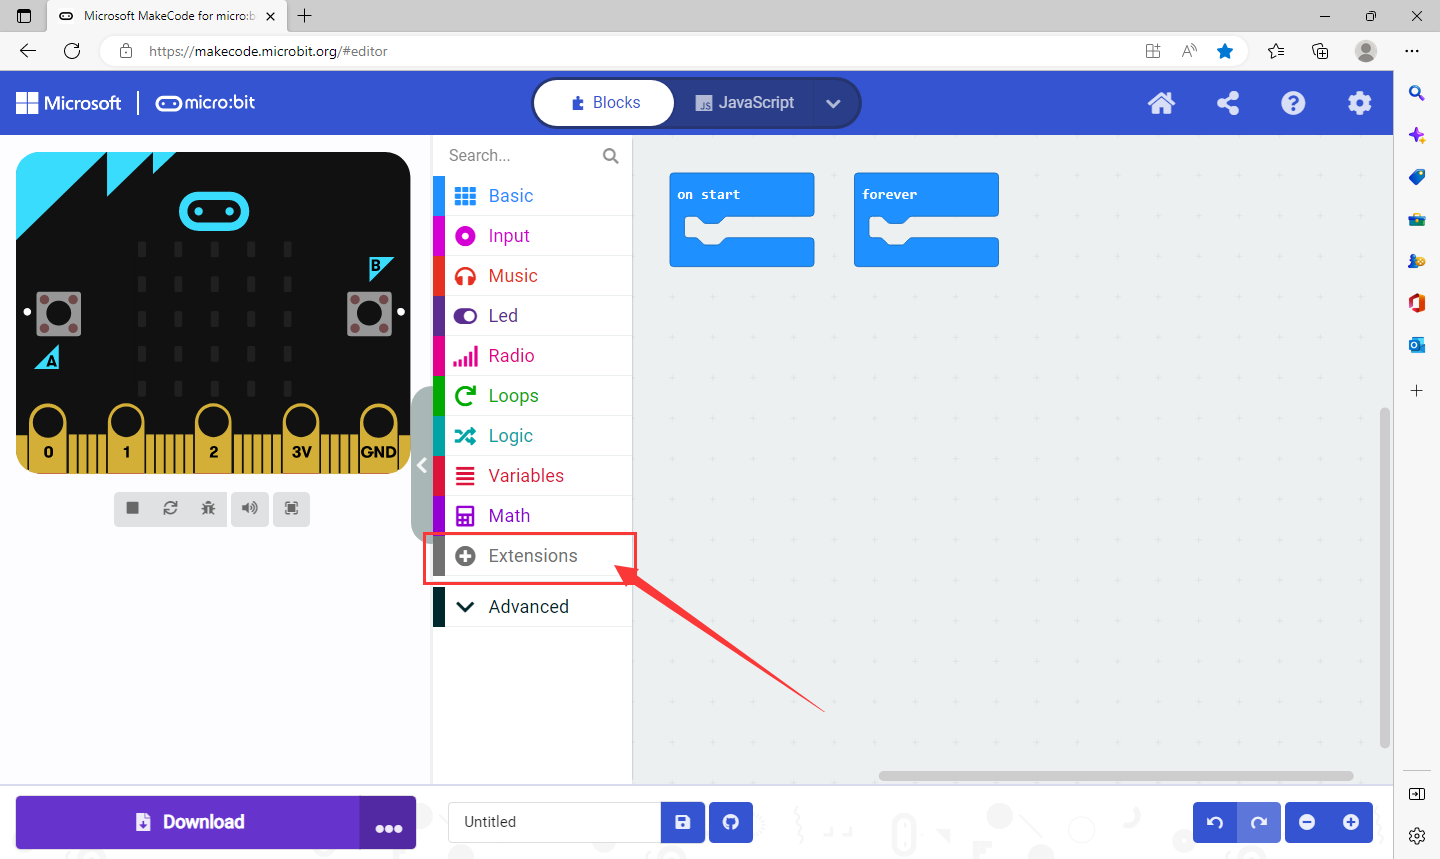 Microsoft MakeCode for micro:b
https://makecode.microbit.org/#editor
Microsoft
micro:bit
Blocks
JS
JavaScript
Search...
Basic
Input
Music
Led
Radio
Loops
Logic
Variables
Math
Extensions
Advanced
on start
forever
B
A
0
1
2
3V
GND
Download
Untitled